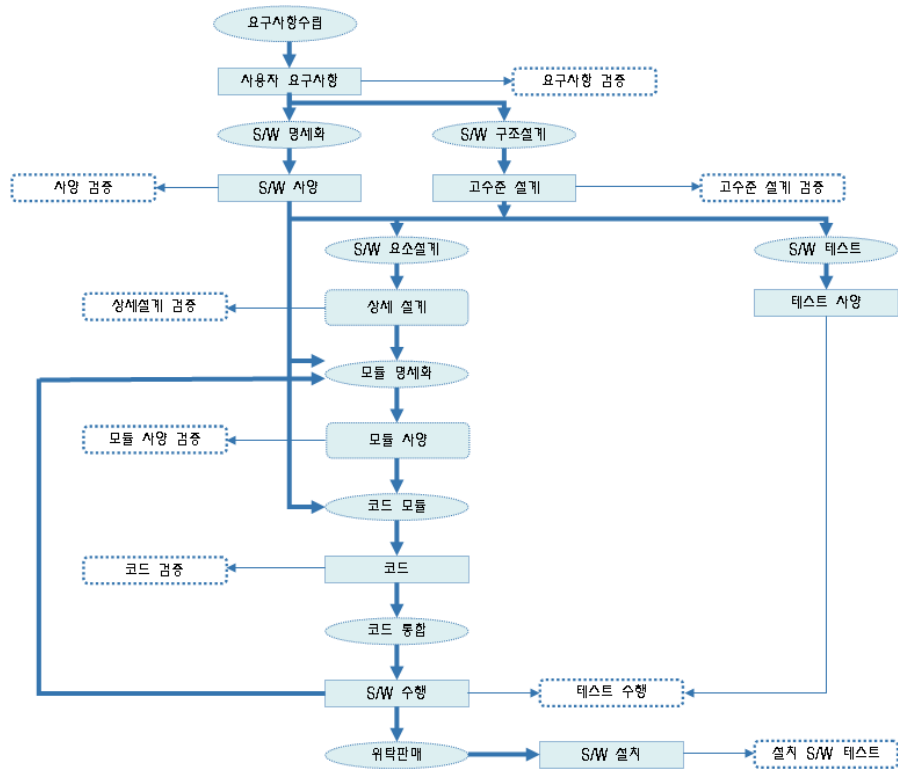 요구사항수립
사용자 요구사항
요구사항 검증
S/W 명세화
S/W 구조설계
사양 검증
S/W 사양
고수준 설계
고수준 설계 검증
S/W 요소설계
S/W 테스트
상세설계 검증
상세 설계
테스트 사양
모듈 명세화
모듈 사양 검증
모듈 사양
코드 모듈
코드 검증
코드
코드 통합
S/W 수행
테스트 수행
위탁판매
S/W 설치
설치 S/W 테스트